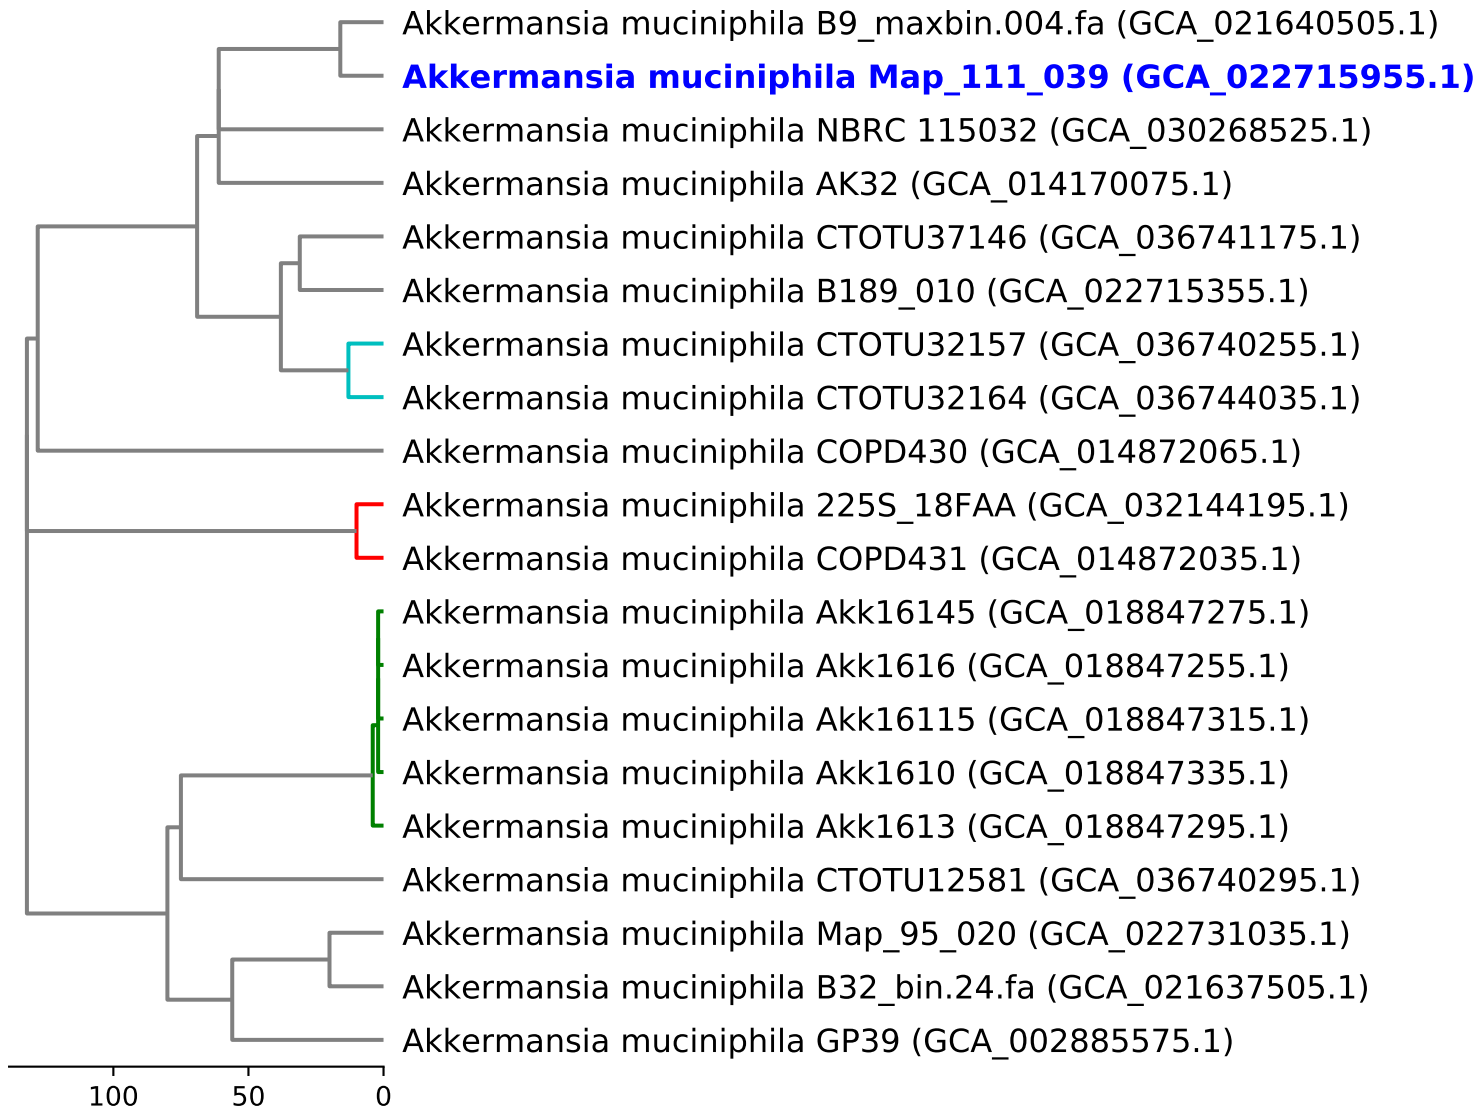 Akkermansia muciniphila B9_maxbin.004.fa (GCA_021640505.1)
Akkermansia muciniphila Map_111_039 (GCA_022715955.1)
Akkermansia muciniphila NBRC 115032 (GCA_030268525.1)
Akkermansia muciniphila AK32 (GCA_014170075.1)
Akkermansia muciniphila CTOTU37146 (GCA_036741175.1)
Akkermansia muciniphila B189_010 (GCA_022715355.1)
Akkermansia muciniphila CTOTU32157 (GCA_036740255.1)
Akkermansia muciniphila CTOTU32164 (GCA_036744035.1)
Akkermansia muciniphila COPD430 (GCA_014872065.1)
Akkermansia muciniphila 225S_18FAA (GCA_032144195.1)
Akkermansia muciniphila COPD431 (GCA_014872035.1)
Akkermansia muciniphila Akk16145 (GCA_018847275.1)
Akkermansia muciniphila Akk1616 (GCA_018847255.1)
Akkermansia muciniphila Akk16115 (GCA_018847315.1)
Akkermansia muciniphila Akk1610 (GCA_018847335.1)
Akkermansia muciniphila Akk1613 (GCA_018847295.1)
Akkermansia muciniphila CTOTU12581 (GCA_036740295.1)
Akkermansia muciniphila Map_95_020 (GCA_022731035.1)
Akkermansia muciniphila B32_bin.24.fa (GCA_021637505.1)
Akkermansia muciniphila GP39 (GCA_002885575.1)
100 50 0